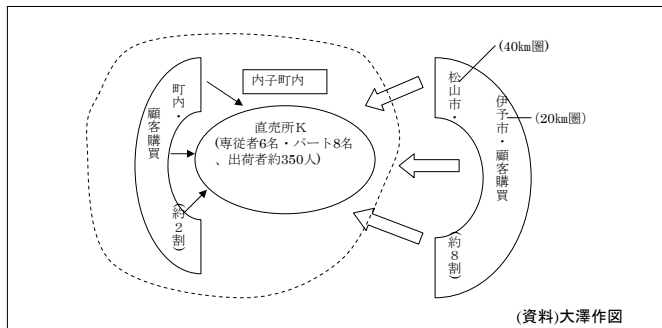 内子町内
町内・
顧客購買
(約2割)
直売所K
(専従者6名・パート8名
、出荷者約350人)
松山市・
伊予市・顧客購買
(約8割)
(40km圏)
(20km圏)
(資料)大澤作図